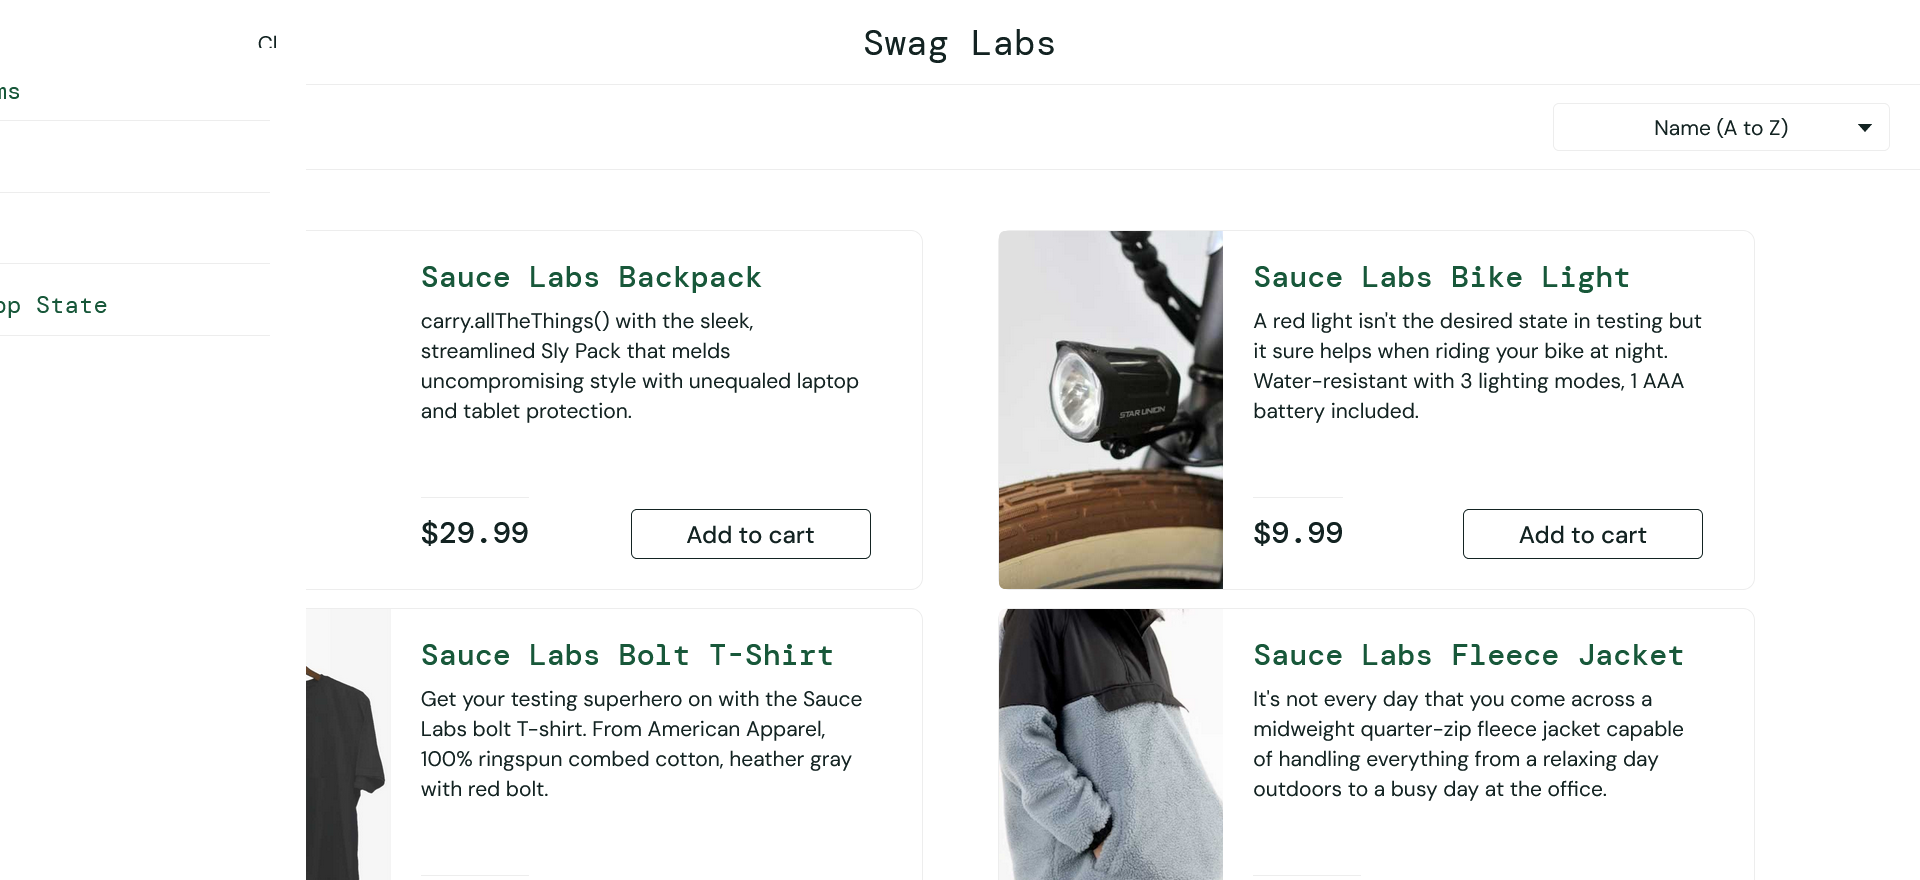 Swag Labs
Name (A to Z)
State
Sauce Labs Backpack
carry.allTheThings() with the sleek,
streamlined Sly Pack that melds
uncompromising style with unequaled laptop
and tablet protection.
$29.99
Add to cart
Sauce Labs Bike Light
A red light isn't the desired state in testing but
it sure helps when riding your bike at night.
Water-resistant with 3 lighting modes, 1 AAA
battery included.
STAR UNION
$9.99
Add to cart
Sauce Labs Bolt T-Shirt
Get your testing superhero on with the Sauce
Labs bolt T-shirt. From American Apparel,
100% ringspun combed cotton, heather gray
with red bolt.
Sauce Labs Fleece Jacket
It's not every day that you come across a
midweight quarter-zip fleece jacket capable
of handling everything from a relaxing day
outdoors to a busy day at the office.